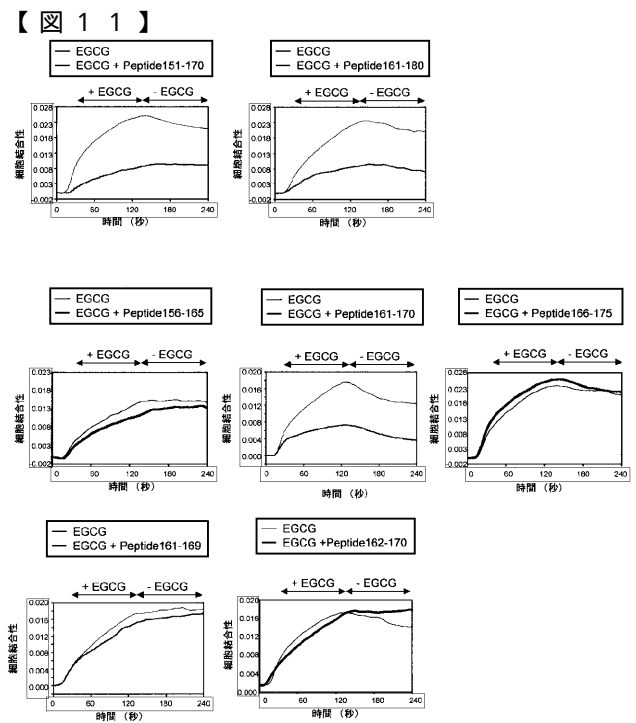 【図１１】
EGCG
EGCG + Peptide151-170
+ EGCG - EGCG
細胞結合性
0.028
0.023
0.018
0.013
0.008
0.003
-0.002
0 60 120 180 240
時間 （秒）
EGCG
EGCG + Peptide161-180
+ EGCG - EGCG
細胞結合性
0.028
0.023
0.018
0.013
0.008
0.003
-0.002
0 60 120 180 240
時間 （秒）
EGCG
EGCG + Peptide156-165
+ EGCG - EGCG
細胞結合性
0.023
0.018
0.013
0.008
0.003
-0.002
0 60 120 180 240
時間 （秒）
EGCG
EGCG + Peptide161-170
+ EGCG - EGCG
細胞結合性
0.020
0.016
0.012
0.008
0.004
0.000
0 60 120 180 240
時間 （秒）
EGCG
EGCG + Peptide166-175
+ EGCG - EGCG
細胞結合性
0.028
0.023
0.018
0.013
0.008
0.003
-0.002
0 60 120 180 240
時間 （秒）
EGCG
EGCG + Peptide161-169
+ EGCG - EGCG
細胞結合性
0.020
0.016
0.012
0.008
0.004
0.000
0 60 120 180 240
時間 （秒）
EGCG
EGCG +Peptide162-170
+ EGCG - EGCG
細胞結合性
0.020
0.016
0.012
0.008
0.004
0.000
0 60 120 180 240
時間 （秒）